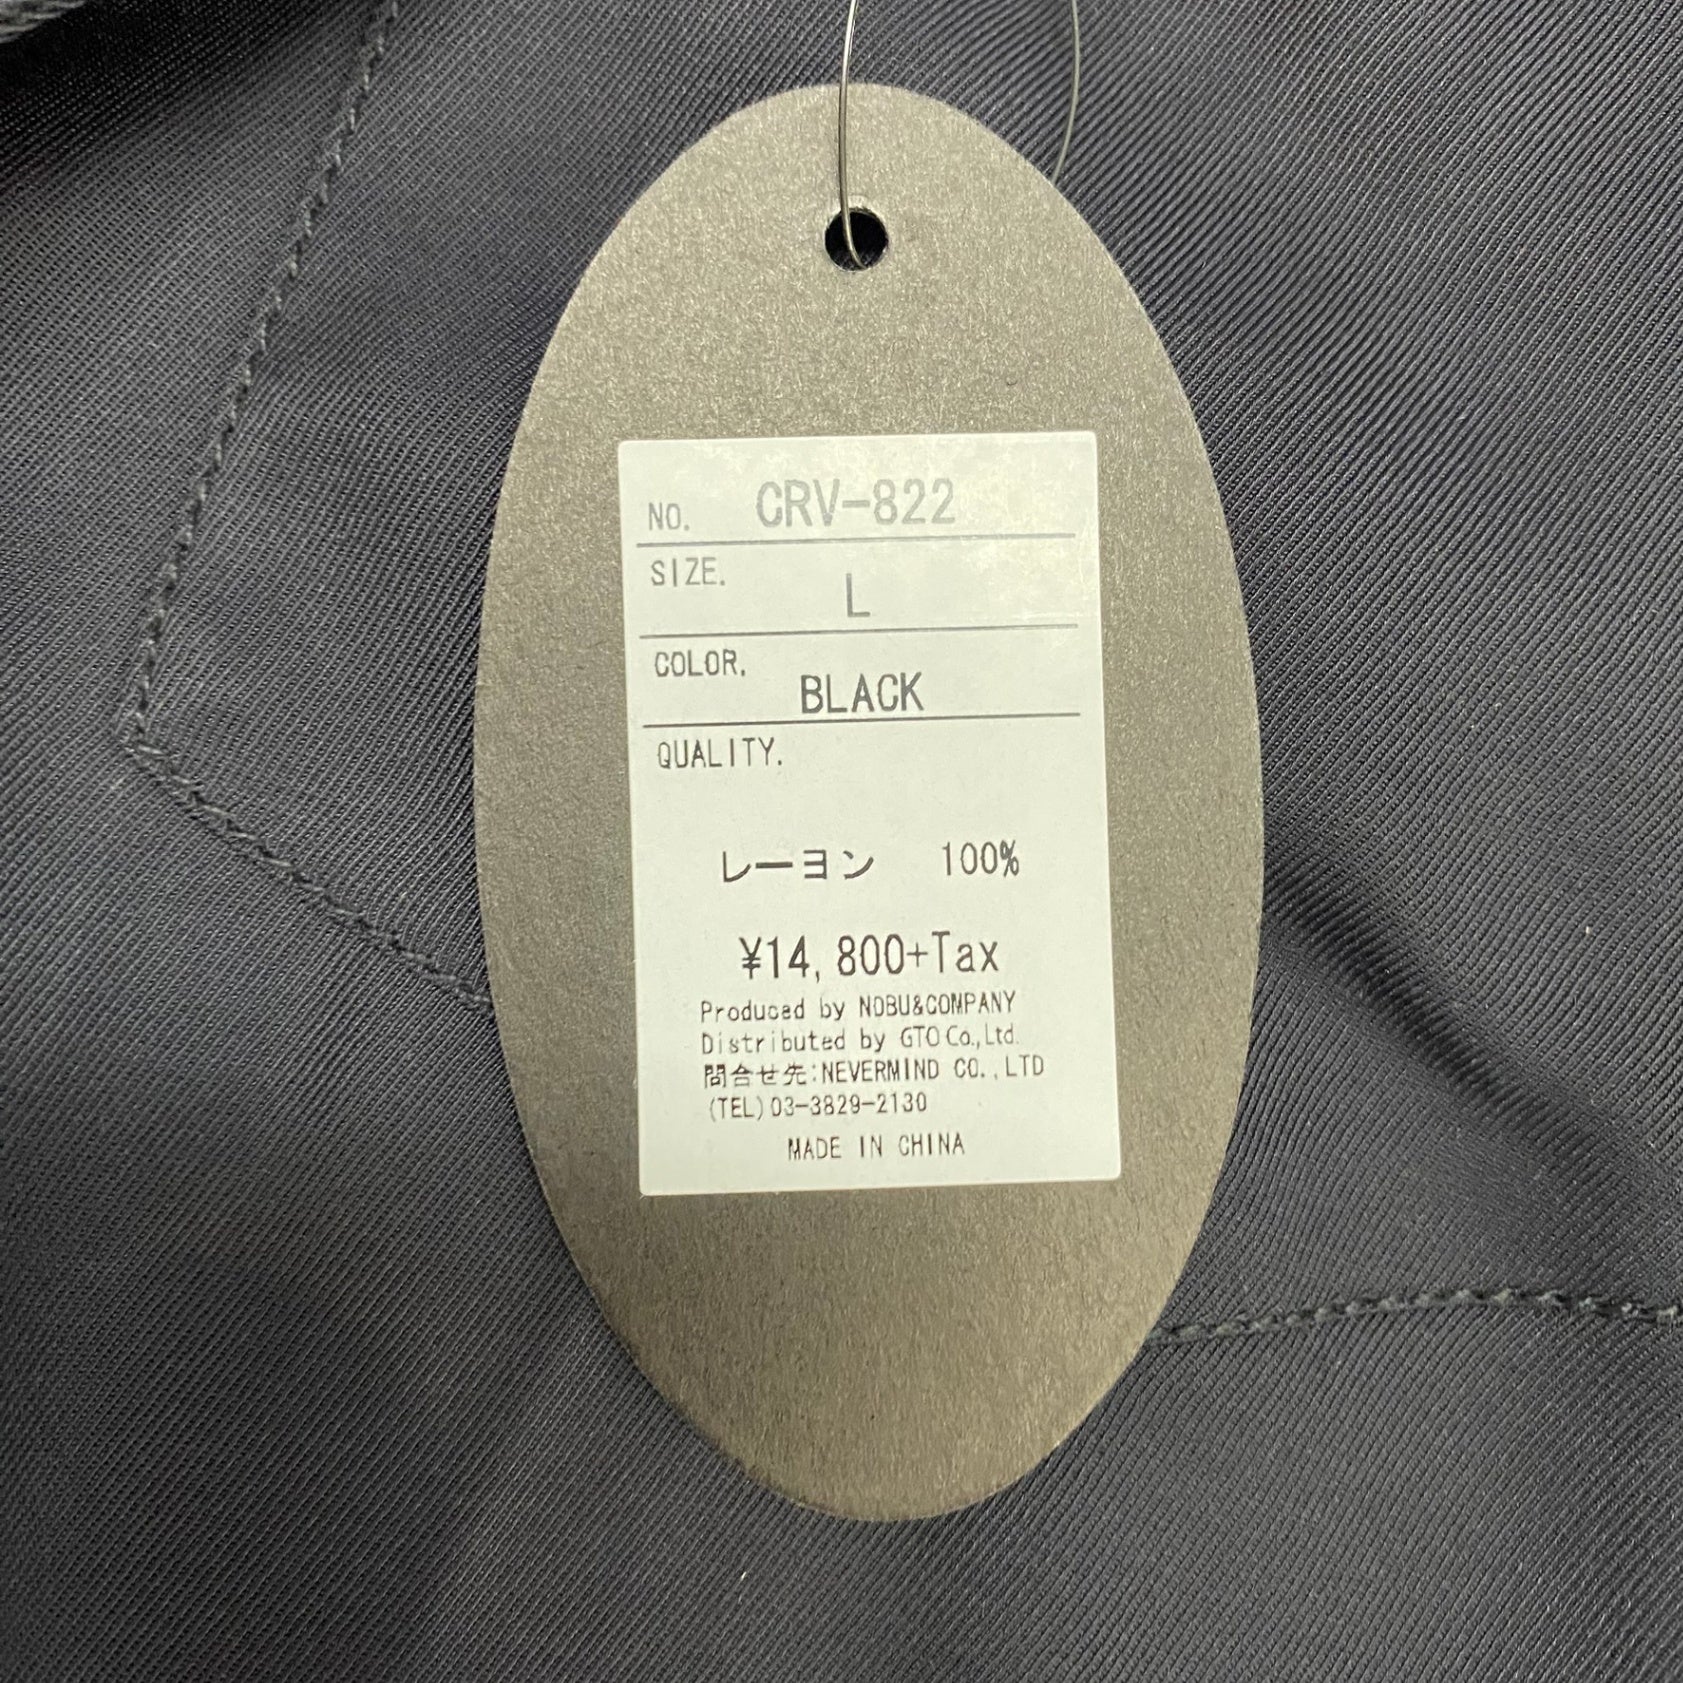 NO. CRV-822
SIZE. L
COLOR. BLACK
QUALITY.
レーヨン 100%
¥14,800+Tax
Produced by NOBU&COMPANY
Distributed by GTO Co.,Ltd.
問合せ先:NEVERMIND CO.,LTD
(TEL)03-3829-2130
MADE IN CHINA